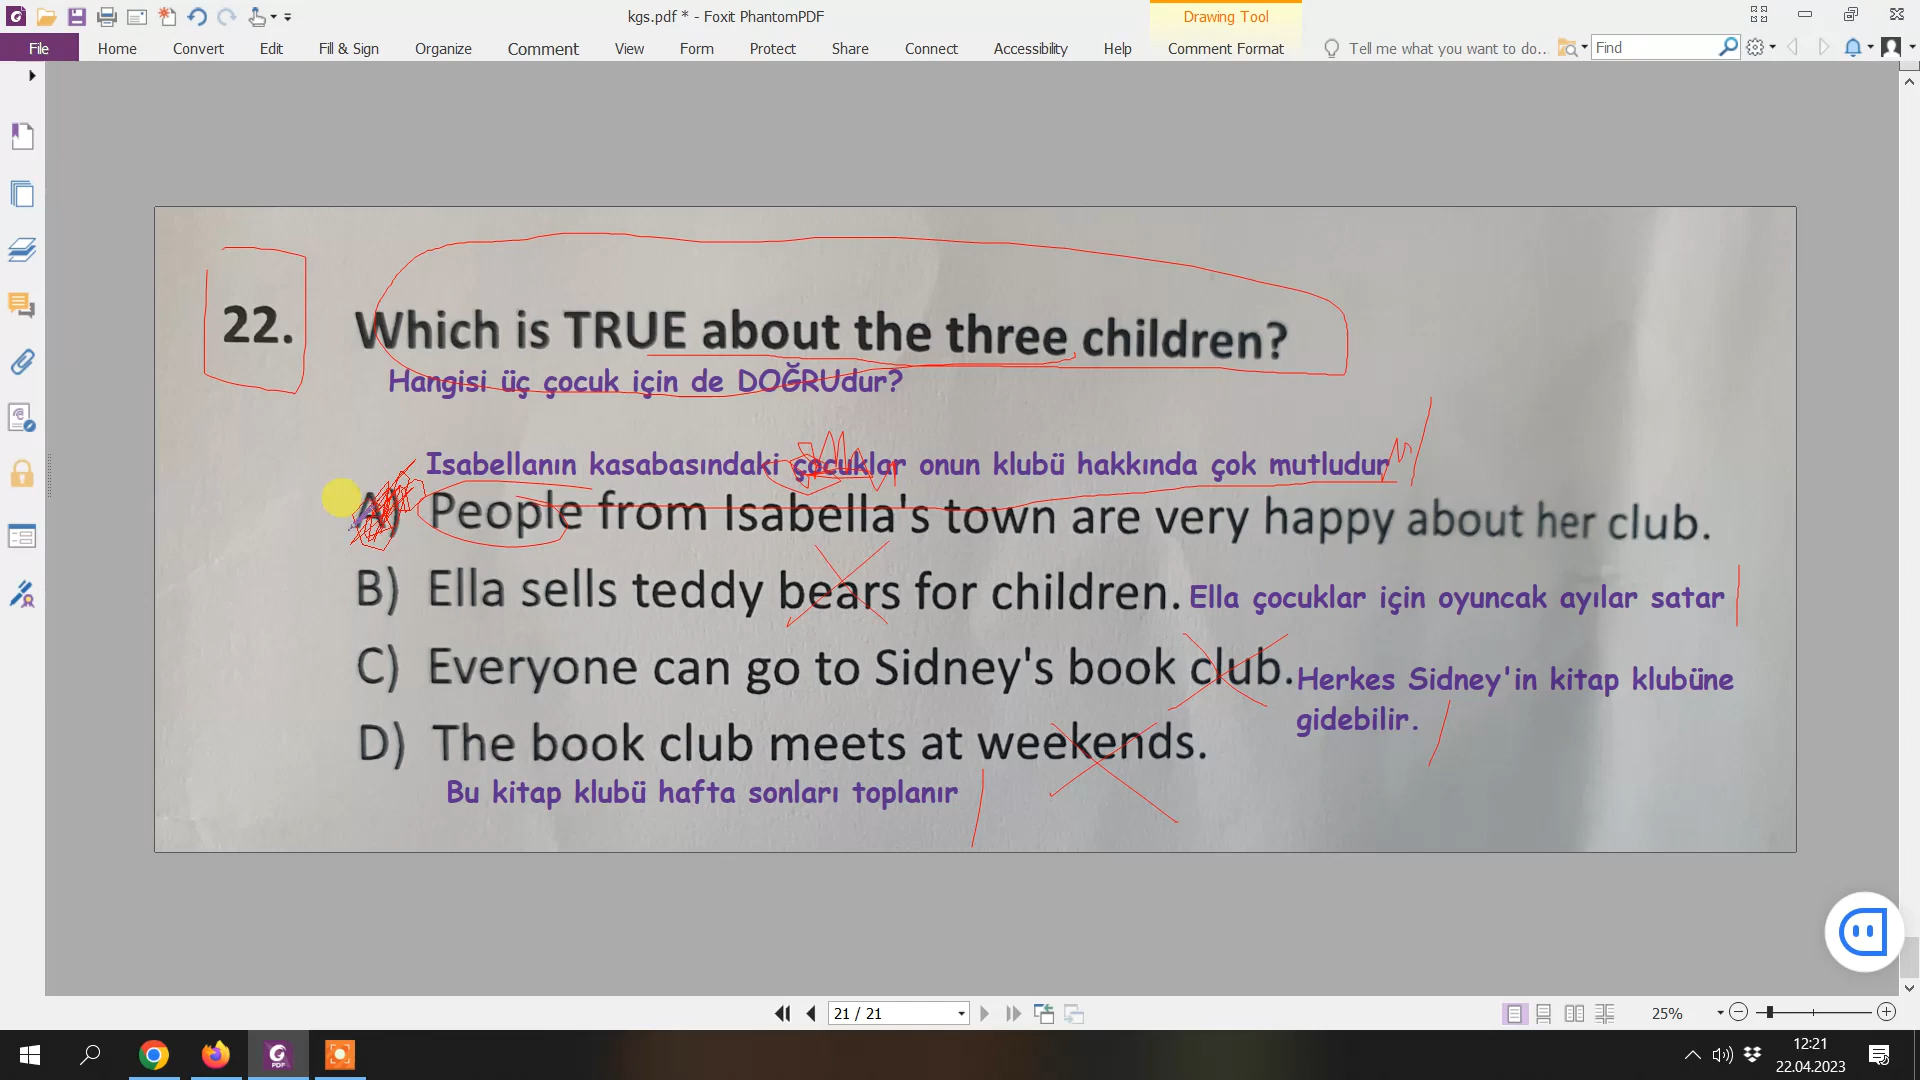 kgs.pdf * - Foxit PhantomPDF
Drawing Tool
File Home Convert Edit Fill & Sign Organize Comment View Form Protect Share Connect Accessibility Help Comment Format Tell me what you want to do... Find
22. Which is TRUE about the three children?
Hangisi üç çocuk için de DOĞRUdur?
Isabellanın kasabasındaki çocuklar onun klubü hakkında çok mutludur
A) People from Isabella's town are very happy about her club.
B) Ella sells teddy bears for children. Ella çocuklar için oyuncak ayılar satar
C) Everyone can go to Sidney's book club. Herkes Sidney'in kitap klubüne
gidebilir.
D) The book club meets at weekends.
Bu kitap klubü hafta sonları toplanır
21 / 21
25%
PDF
12:21
22.04.2023